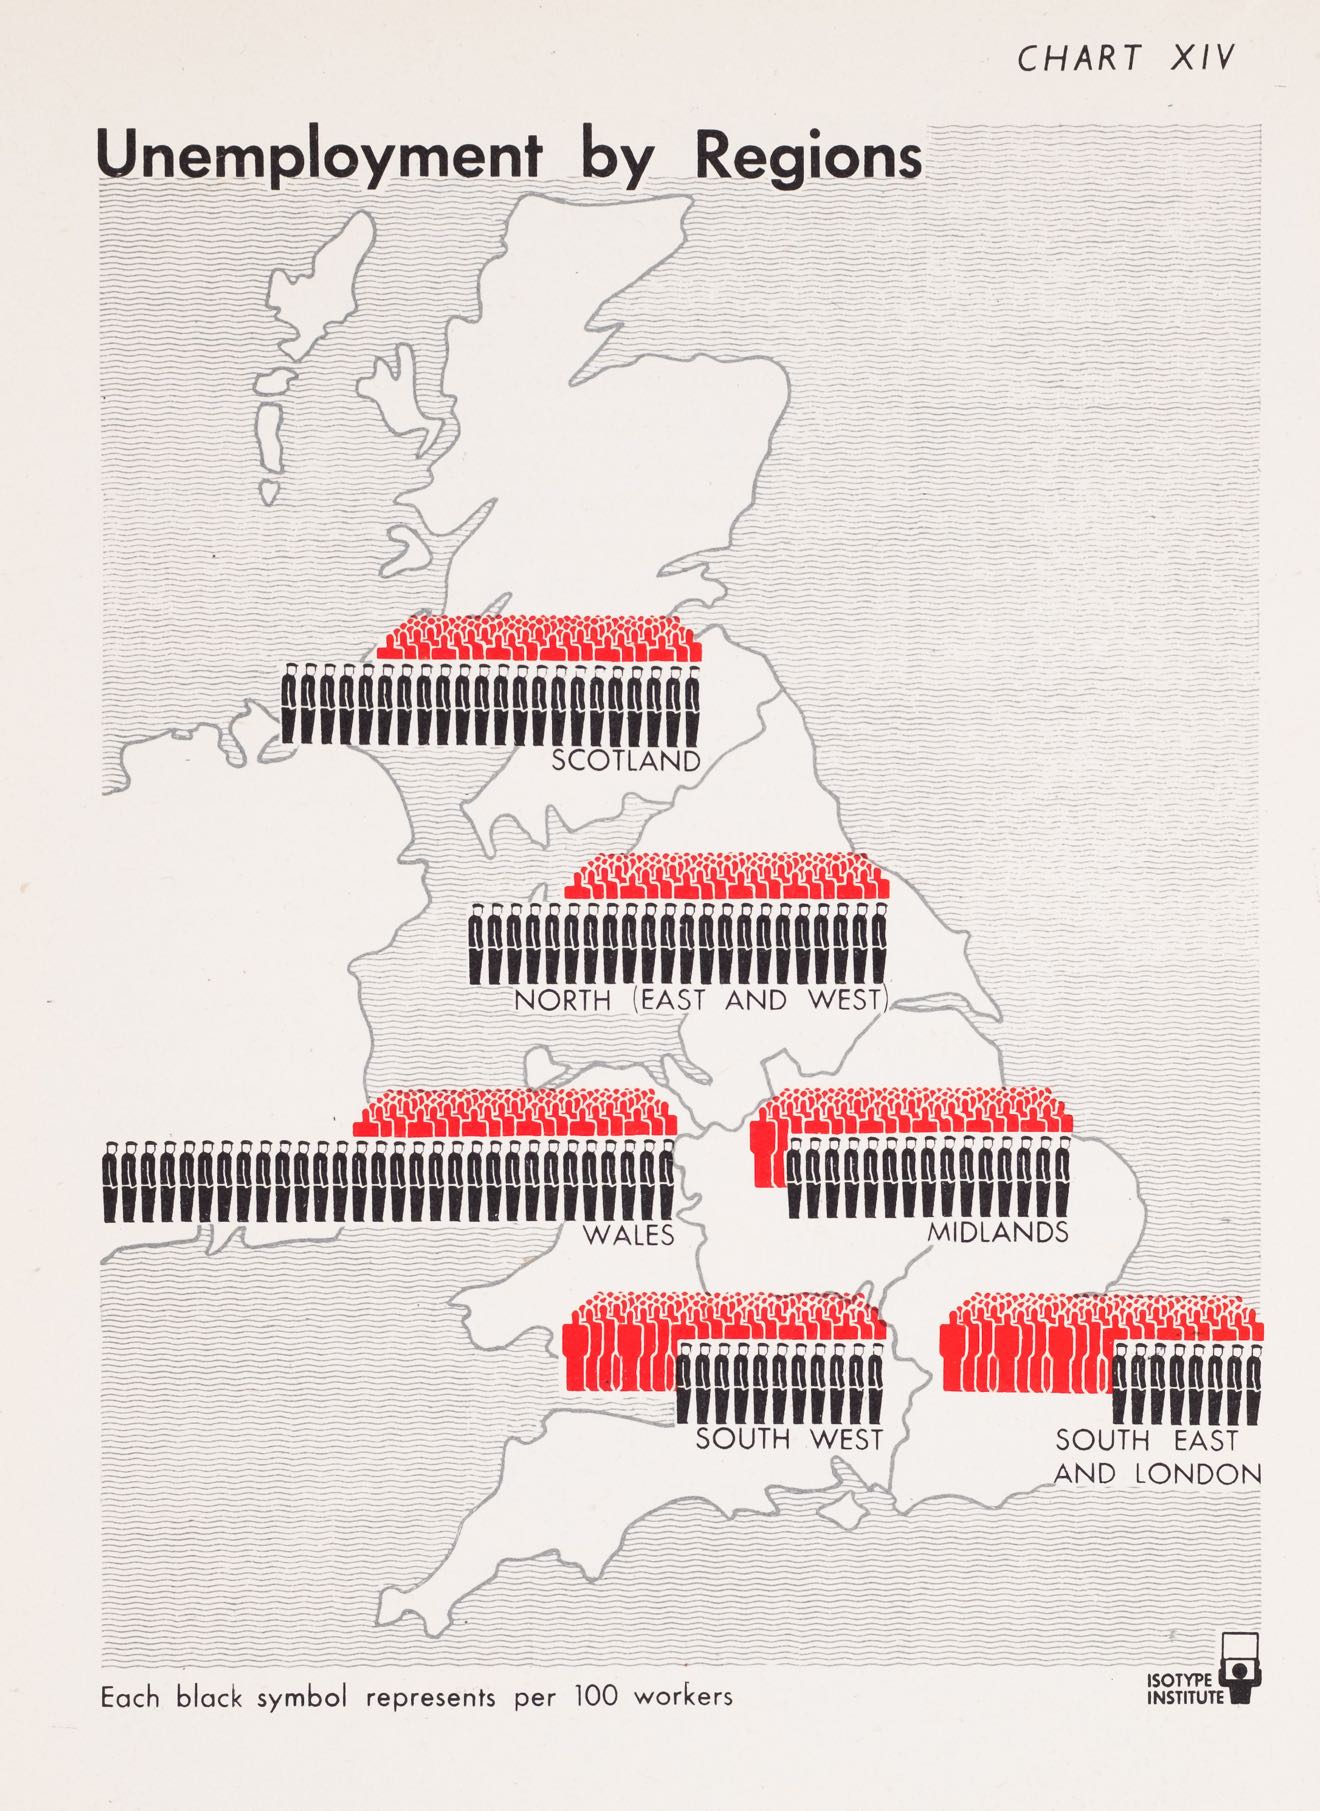 CHART XIV
Unemployment by Regions
SCOTLAND
NORTH (EAST AND WEST)
WALES
MIDLANDS
SOUTH WEST
SOUTH EAST
AND LONDON
Each black symbol represents per 100 workers
ISOTYPE
INSTITUTE